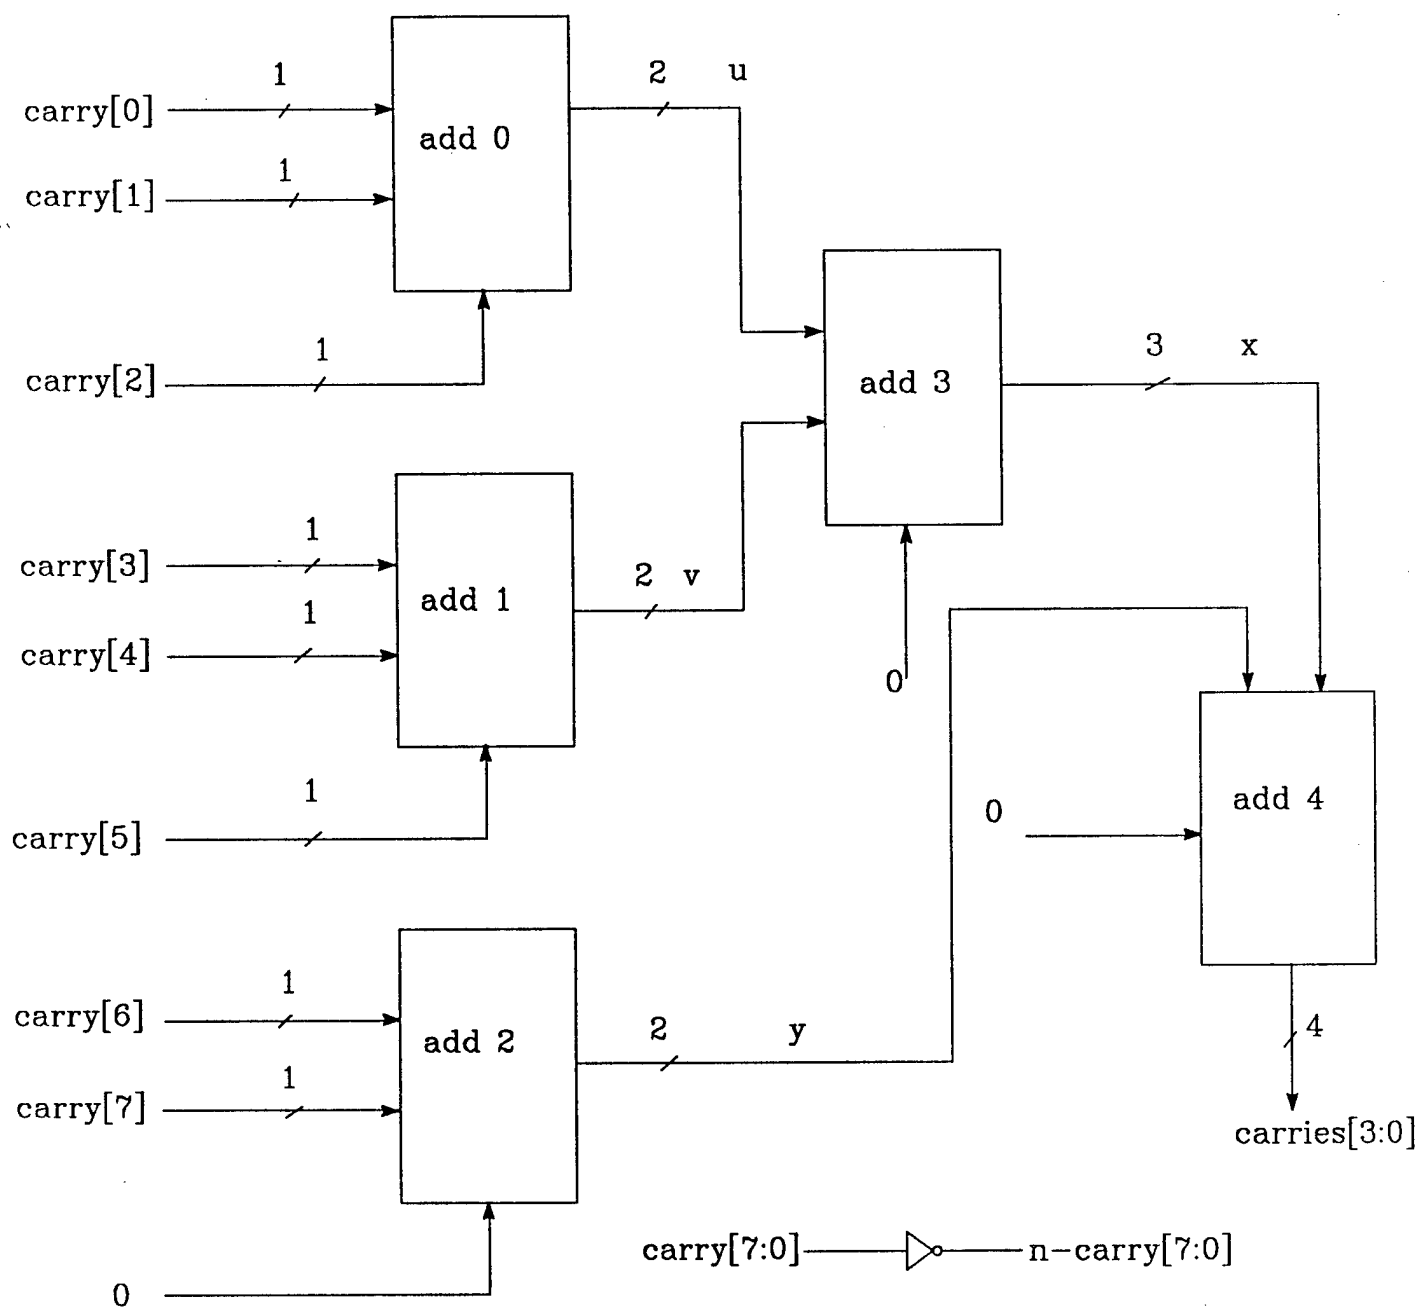 1
2 u
carry[0]
add 0
1
carry[1]
1
carry[2]
3 x
add 3
1
carry[3]
2 v
add 1
1
carry[4]
0
1
carry[5]
add 4
0
1
carry[6]
2 y
add 2
4
1
carry[7]
carries[3:0]
carry[7:0] n-carry[7:0]
0